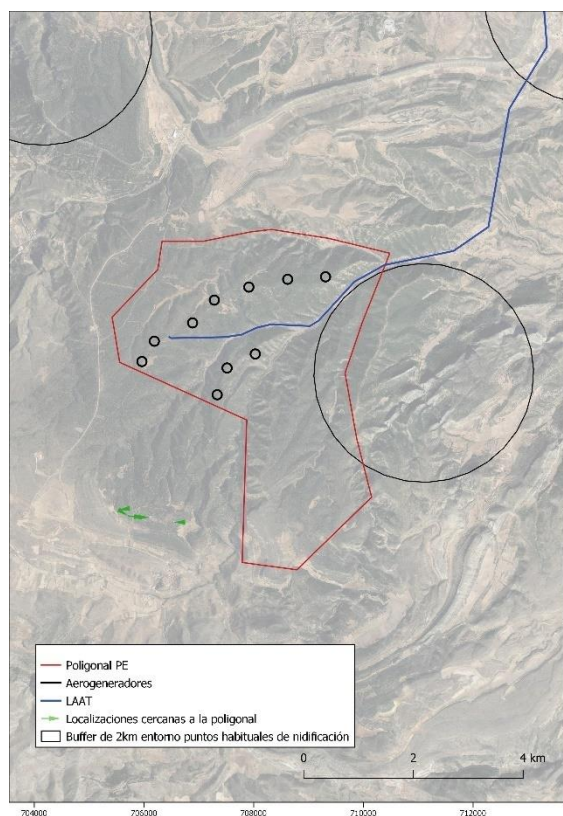 Poligonal PE
Aerogeneradores
LAAT
Localizaciones cercanas a la poligonal
Buffer de 2km entorno puntos habituales de nidificación
0 2 4 km
704000 706000 708000 710000 712000